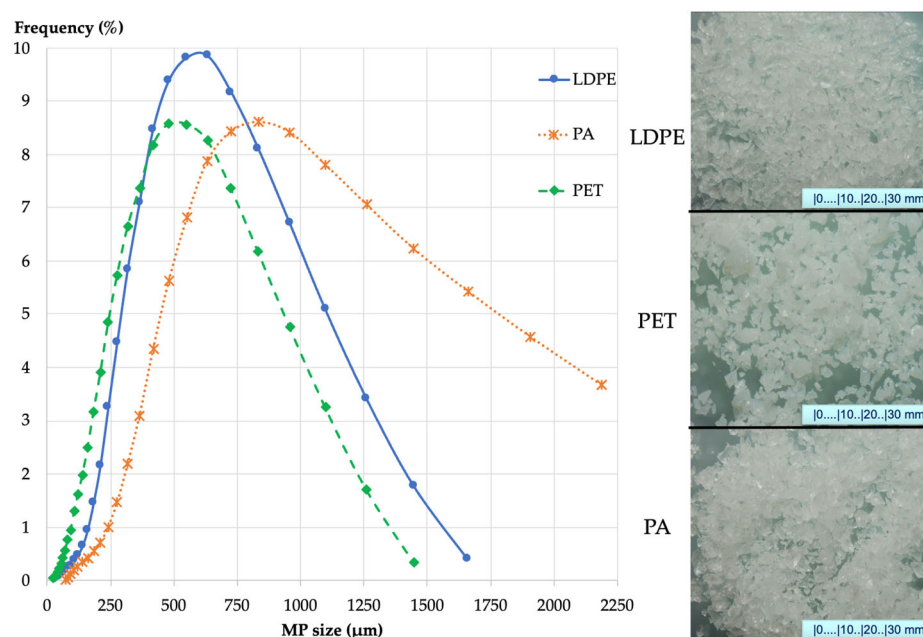 Frequency (%)
10
9
8
7
6
5
4
3
2
1
0
0 250 500 750 1000 1250 1500 1750 2000 2250
MP size (µm)
LDPE
PA
PET
LDPE
|0....|10..|20..|30 mm
PET
|0....|10..|20..|30 mm
PA
|0....|10..|20..|30 mm